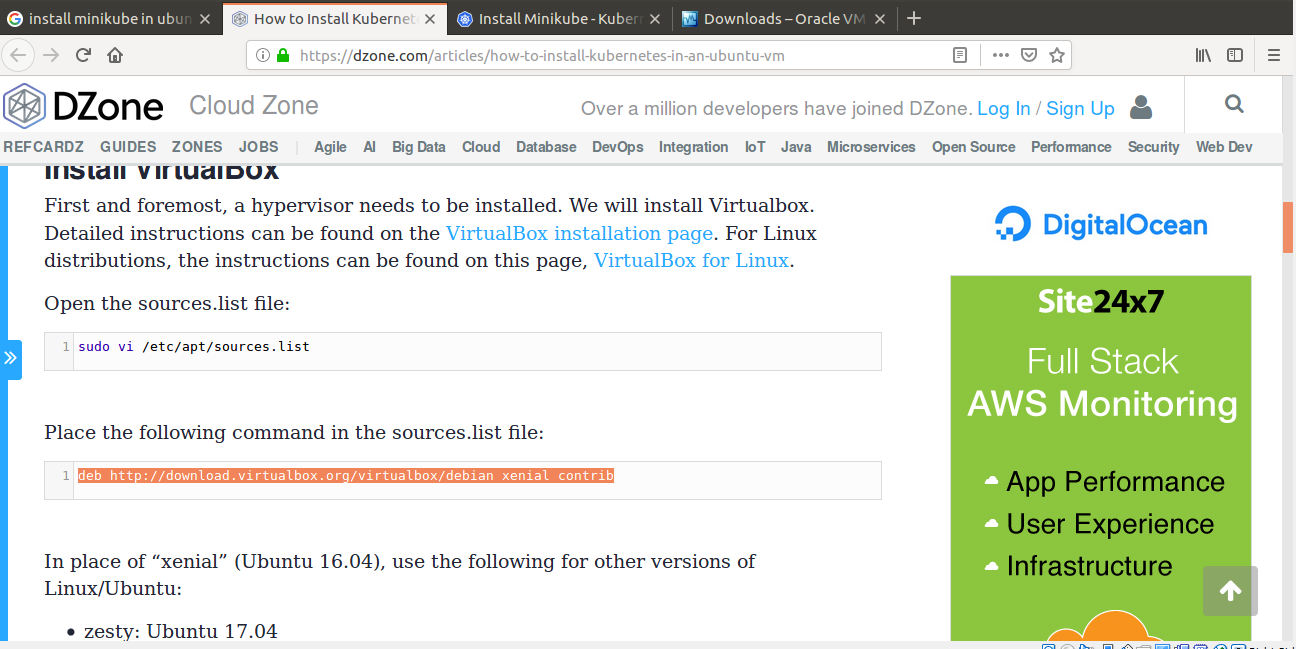 install minikube in ubun
How to Install Kubernet
Install Minikube - Kuber
Downloads – Oracle VM
https://dzone.com/articles/how-to-install-kubernetes-in-an-ubuntu-vm
DZone
Cloud Zone
Over a million developers have joined DZone. Log In / Sign Up
REFCARDZ GUIDES ZONES JOBS | Agile AI Big Data Cloud Database DevOps Integration IoT Java Microservices Open Source Performance Security Web Dev
Install VirtualBox
First and foremost, a hypervisor needs to be installed. We will install Virtualbox.
Detailed instructions can be found on the VirtualBox installation page. For Linux
distributions, the instructions can be found on this page, VirtualBox for Linux.
Open the sources.list file:
1 sudo vi /etc/apt/sources.list
Place the following command in the sources.list file:
1 deb http://download.virtualbox.org/virtualbox/debian xenial contrib
In place of “xenial” (Ubuntu 16.04), use the following for other versions of
Linux/Ubuntu:
• zesty: Ubuntu 17.04
DigitalOcean
Site24x7
Full Stack
AWS Monitoring
App Performance
User Experience
Infrastructure